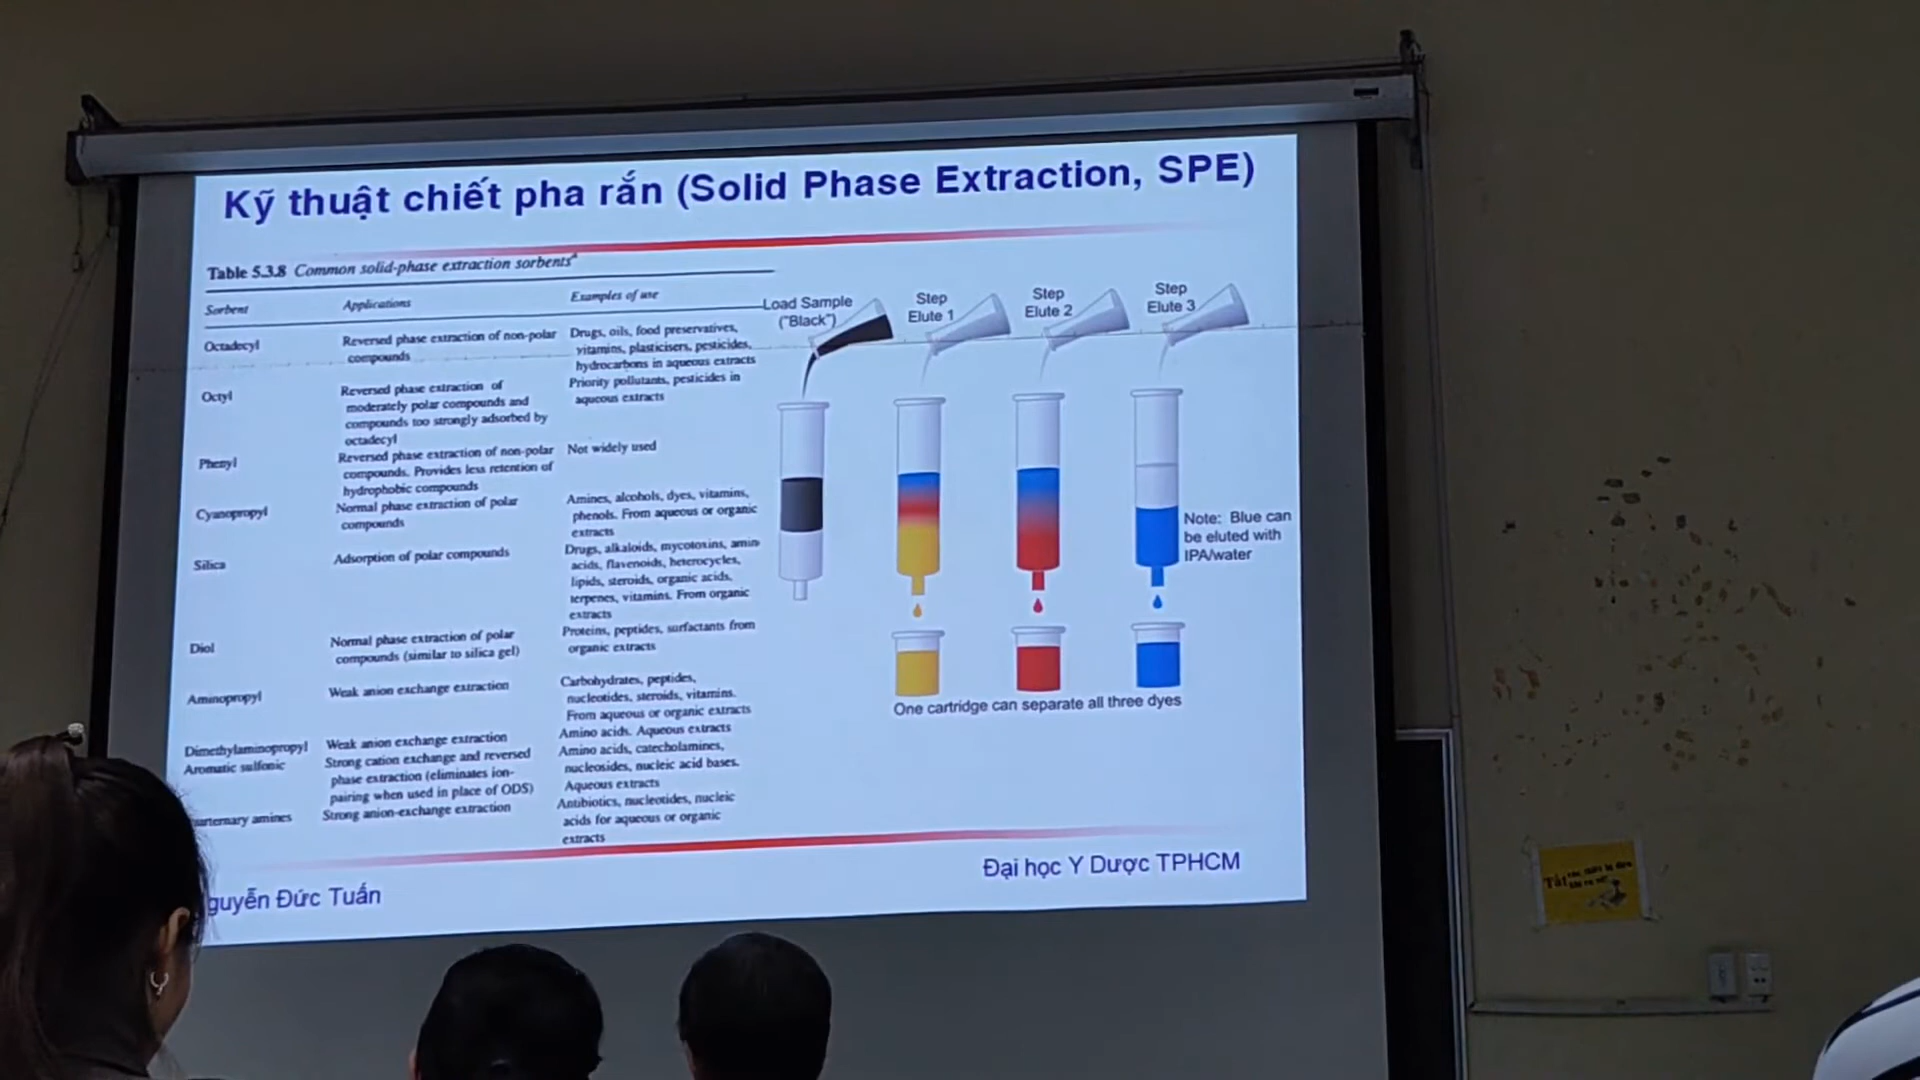 Kỹ thuật chiết pha rắn (Solid Phase Extraction, SPE)
Table 5.3.8 Common solid-phase extraction sorbents
Sorbent Applications Examples of use
Octadecyl Reversed phase extraction of non-polar compounds
Drugs, oils, food preservatives,
vitamins, plasticisers, pesticides,
hydrocarbons in aqueous extracts
Octyl Reversed phase extraction of
moderately polar compounds and
compounds too strongly adsorbed by
octadecyl
Priority pollutants, pesticides in
aqueous extracts
Phenyl Reversed phase extraction of non-polar
compounds. Provides less retention of
hydrophobic compounds
Not widely used
Cyanopropyl Normal phase extraction of polar
compounds
Amines, alcohols, dyes, vitamins,
phenols. From aqueous or organic
extracts
Silica Adsorption of polar compounds
Drugs, alkaloids, mycotoxins, amin
acids, flavenoids, heterocycles,
lipids, steroids, organic acids,
terpenes, vitamins. From organic
extracts
Diol Normal phase extraction of polar
compounds (similar to silica gel)
Proteins, peptides, surfactants from
organic extracts
Aminopropyl Weak anion exchange extraction
Carbohydrates, peptides,
nucleotides, steroids, vitamins.
From aqueous or organic extracts
Dimethylaminopropyl Weak anion exchange extraction
Amino acids. Aqueous extracts
Aromatic sulfonic Strong cation exchange and reversed
phase extraction (eliminates ion-
pairing when used in place of ODS)
Amino acids, catecholamines,
nucleosides, nucleic acid bases.
Aqueous extracts
amines Strong anion-exchange extraction
Antibiotics, nucleotides, nucleic
acids for aqueous or organic
extracts
Load Sample
("Black")
Step
Elute 1
Step
Elute 2
Step
Elute 3
Note: Blue can
be eluted with
IPA/water
One cartridge can separate all three dyes
guyễn Đức Tuấn
Đại học Y Dược TPHCM
Tắt